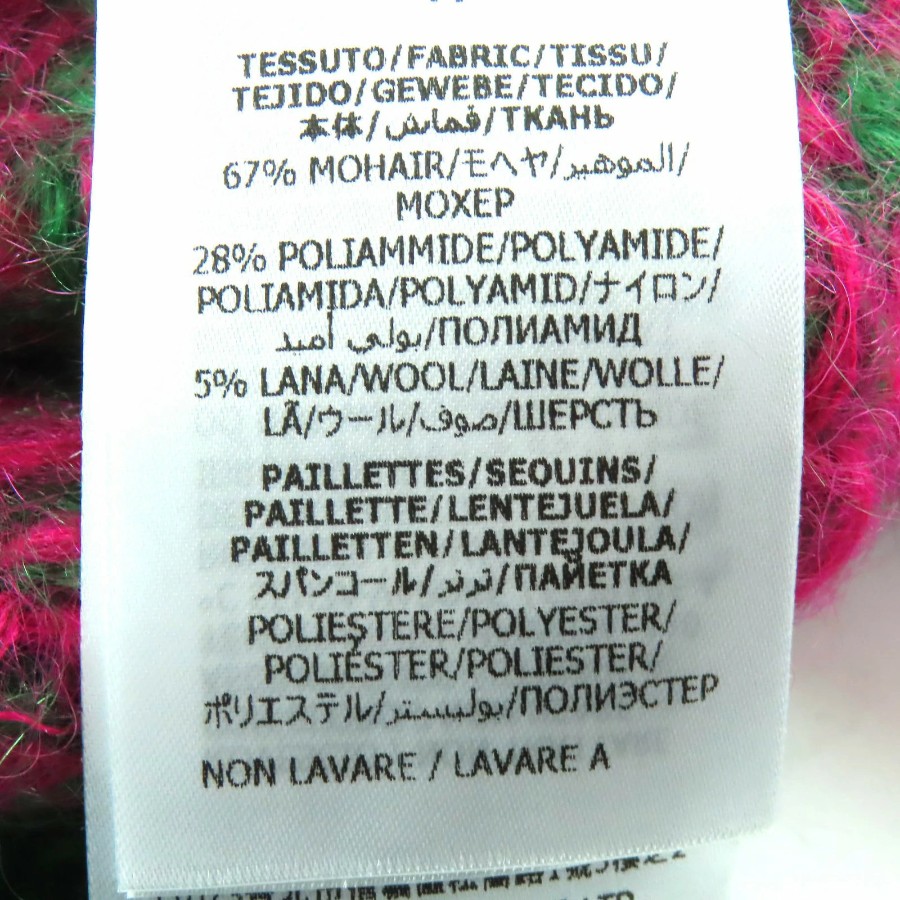 TESSUTO/FABRIC/TISSU/
TEJIDO/GEWEBE/TECIDO/
本体/قماش/ТКАНЬ
67% MOHAIR/モヘヤ/الموهير/
МОХЕР
28% POLIAMMIDE/POLYAMIDE/
POLIAMIDA/POLYAMID/ナイロン/
بولي أميد/ПОЛИАМИД
5% LANA/WOOL/LAINE/WOLLE/
LÃ/ウール/صوف/ШЕРСТЬ
PAILLETTES/SEQUINS/
PAILLETTE/LENTEJUELA/
PAILLETTEN/LANTEJOULA/
スパンコール/ترتر/ПАЙЕТКА
POLIESTERE/POLYESTER/
POLIÉSTER/POLIESTER/
ポリエステル/بوليستر/ПОЛИЭСТЕР
NON LAVARE / LAVARE A